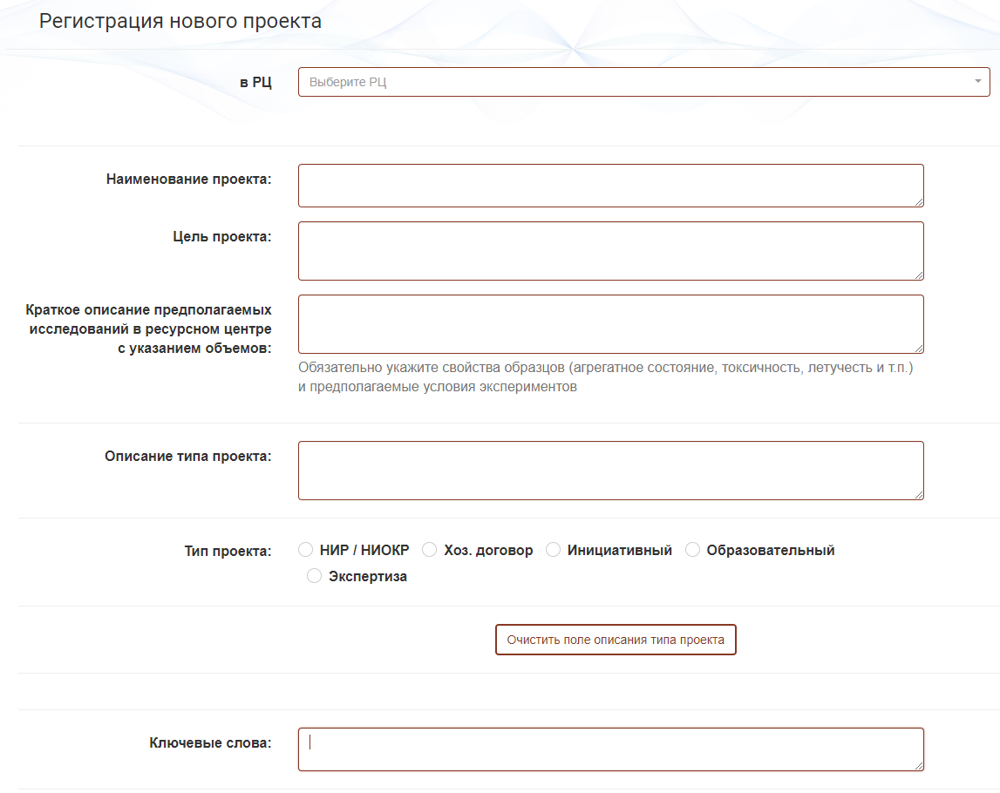 Регистрация нового проекта
в РЦ
Выберите РЦ
Наименование проекта:
Цель проекта:
Краткое описание предполагаемых
исследований в ресурсном центре
с указанием объемов:
Обязательно укажите свойства образцов (агрегатное состояние, токсичность, летучесть и т.п.)
и предполагаемые условия экспериментов
Описание типа проекта:
Тип проекта:
НИР / НИОКР
Хоз. договор
Инициативный
Образовательный
Экспертиза
Очистить поле описания типа проекта
Ключевые слова: